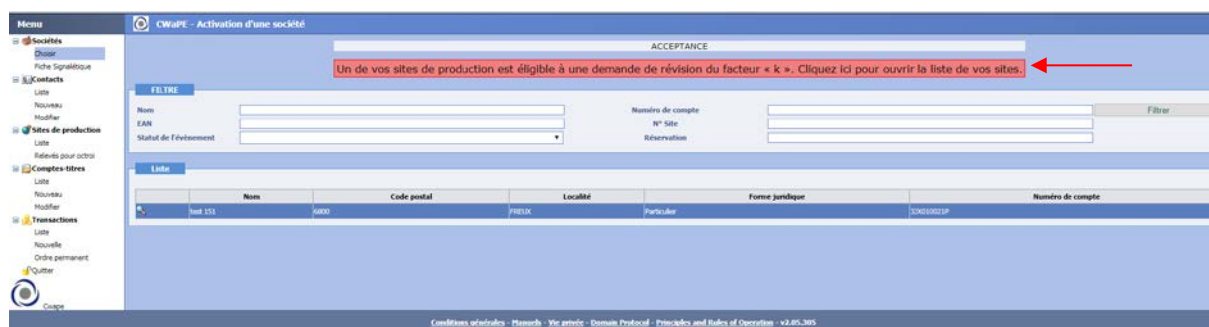 Menu
CWaPE - Activation d'une société
Sociétés
Choisir
Fiche Signalétique
Contacts
Liste
Nouveau
Modifier
Sites de production
Liste
Relevés pour octroi
Comptes-titres
Liste
Nouveau
Modifier
Transactions
Liste
Nouvelle
Ordre permanent
Quitter
Cwape
ACCEPTANCE
Un de vos sites de production est éligible à une demande de révision du facteur « k ». Cliquez ici pour ouvrir la liste de vos sites.
FILTRE
Nom
Numéro de compte
Filtrer
EAN
N° Site
Statut de l'évènement
Réservation
Liste
Nom Code postal Localité Forme juridique Numéro de compte
test 151 6800 FREUX Particulier
Conditions générales - Manuels - Vie privée - Domain Protocol - Principles and Rules of Operation - v2.05.305